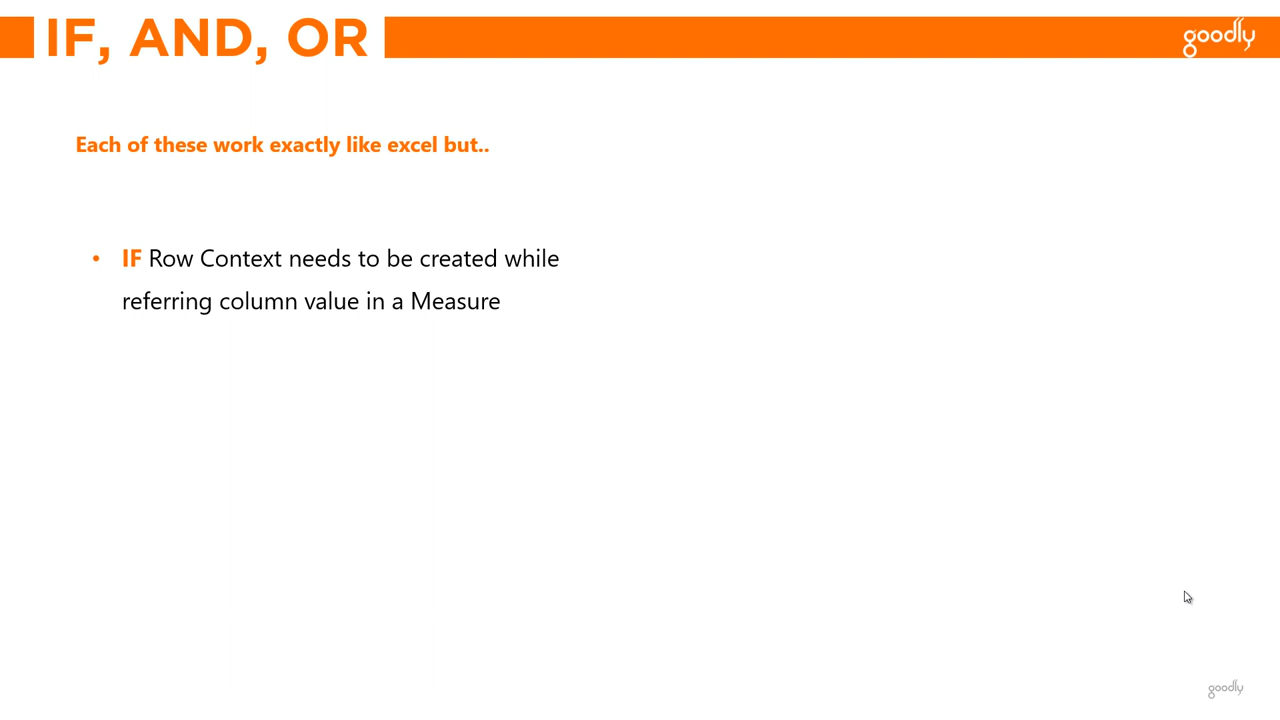 IF, AND, OR
goodly
Each of these work exactly like excel but..
• IF Row Context needs to be created while
referring column value in a Measure
goodly